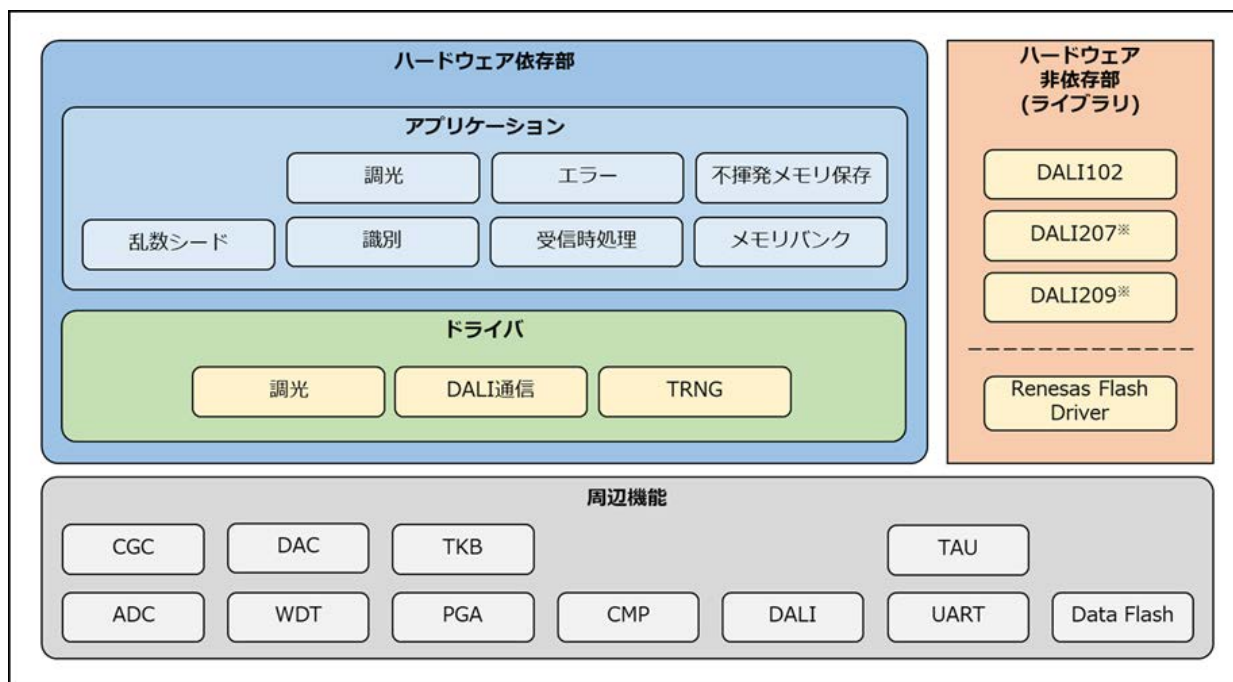 ハードウェア依存部
アプリケーション
調光
エラー
不揮発メモリ保存
乱数シード
識別
受信時処理
メモリバンク
ドライバ
調光
DALI通信
TRNG
ハードウェア
非依存部
(ライブラリ)
DALI102
DALI207※
DALI209※
Renesas Flash
Driver
周辺機能
CGC
DAC
TKB
TAU
ADC
WDT
PGA
CMP
DALI
UART
Data Flash